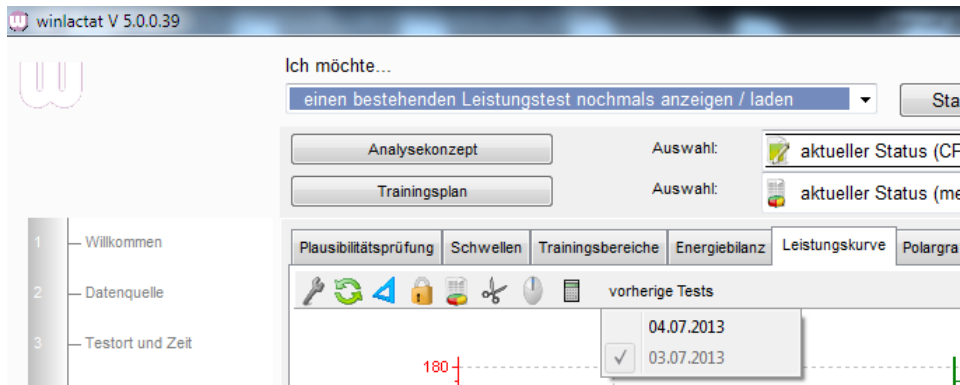 winlactat V 5.0.0.39
Ich möchte...
einen bestehenden Leistungstest nochmals anzeigen / laden
Sta
Analysekonzept
Auswahl:
aktueller Status (CP
Trainingsplan
Auswahl:
aktueller Status (me
1
Willkommen
2
Datenquelle
3
Testort und Zeit
Plausibilitätsprüfung
Schwellen
Trainingsbereiche
Energiebilanz
Leistungskurve
Polargra
vorherige Tests
04.07.2013
03.07.2013
180